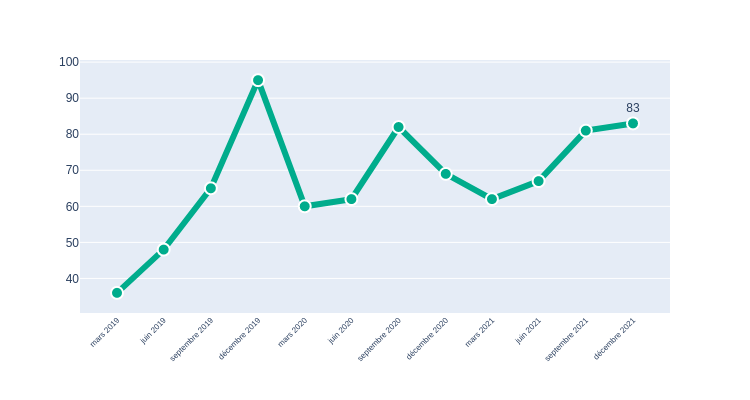 100
90
80
70
60
50
40
83
mars 2019
juin 2019
septembre 2019
décembre 2019
mars 2020
juin 2020
septembre 2020
décembre 2020
mars 2021
juin 2021
septembre 2021
décembre 2021